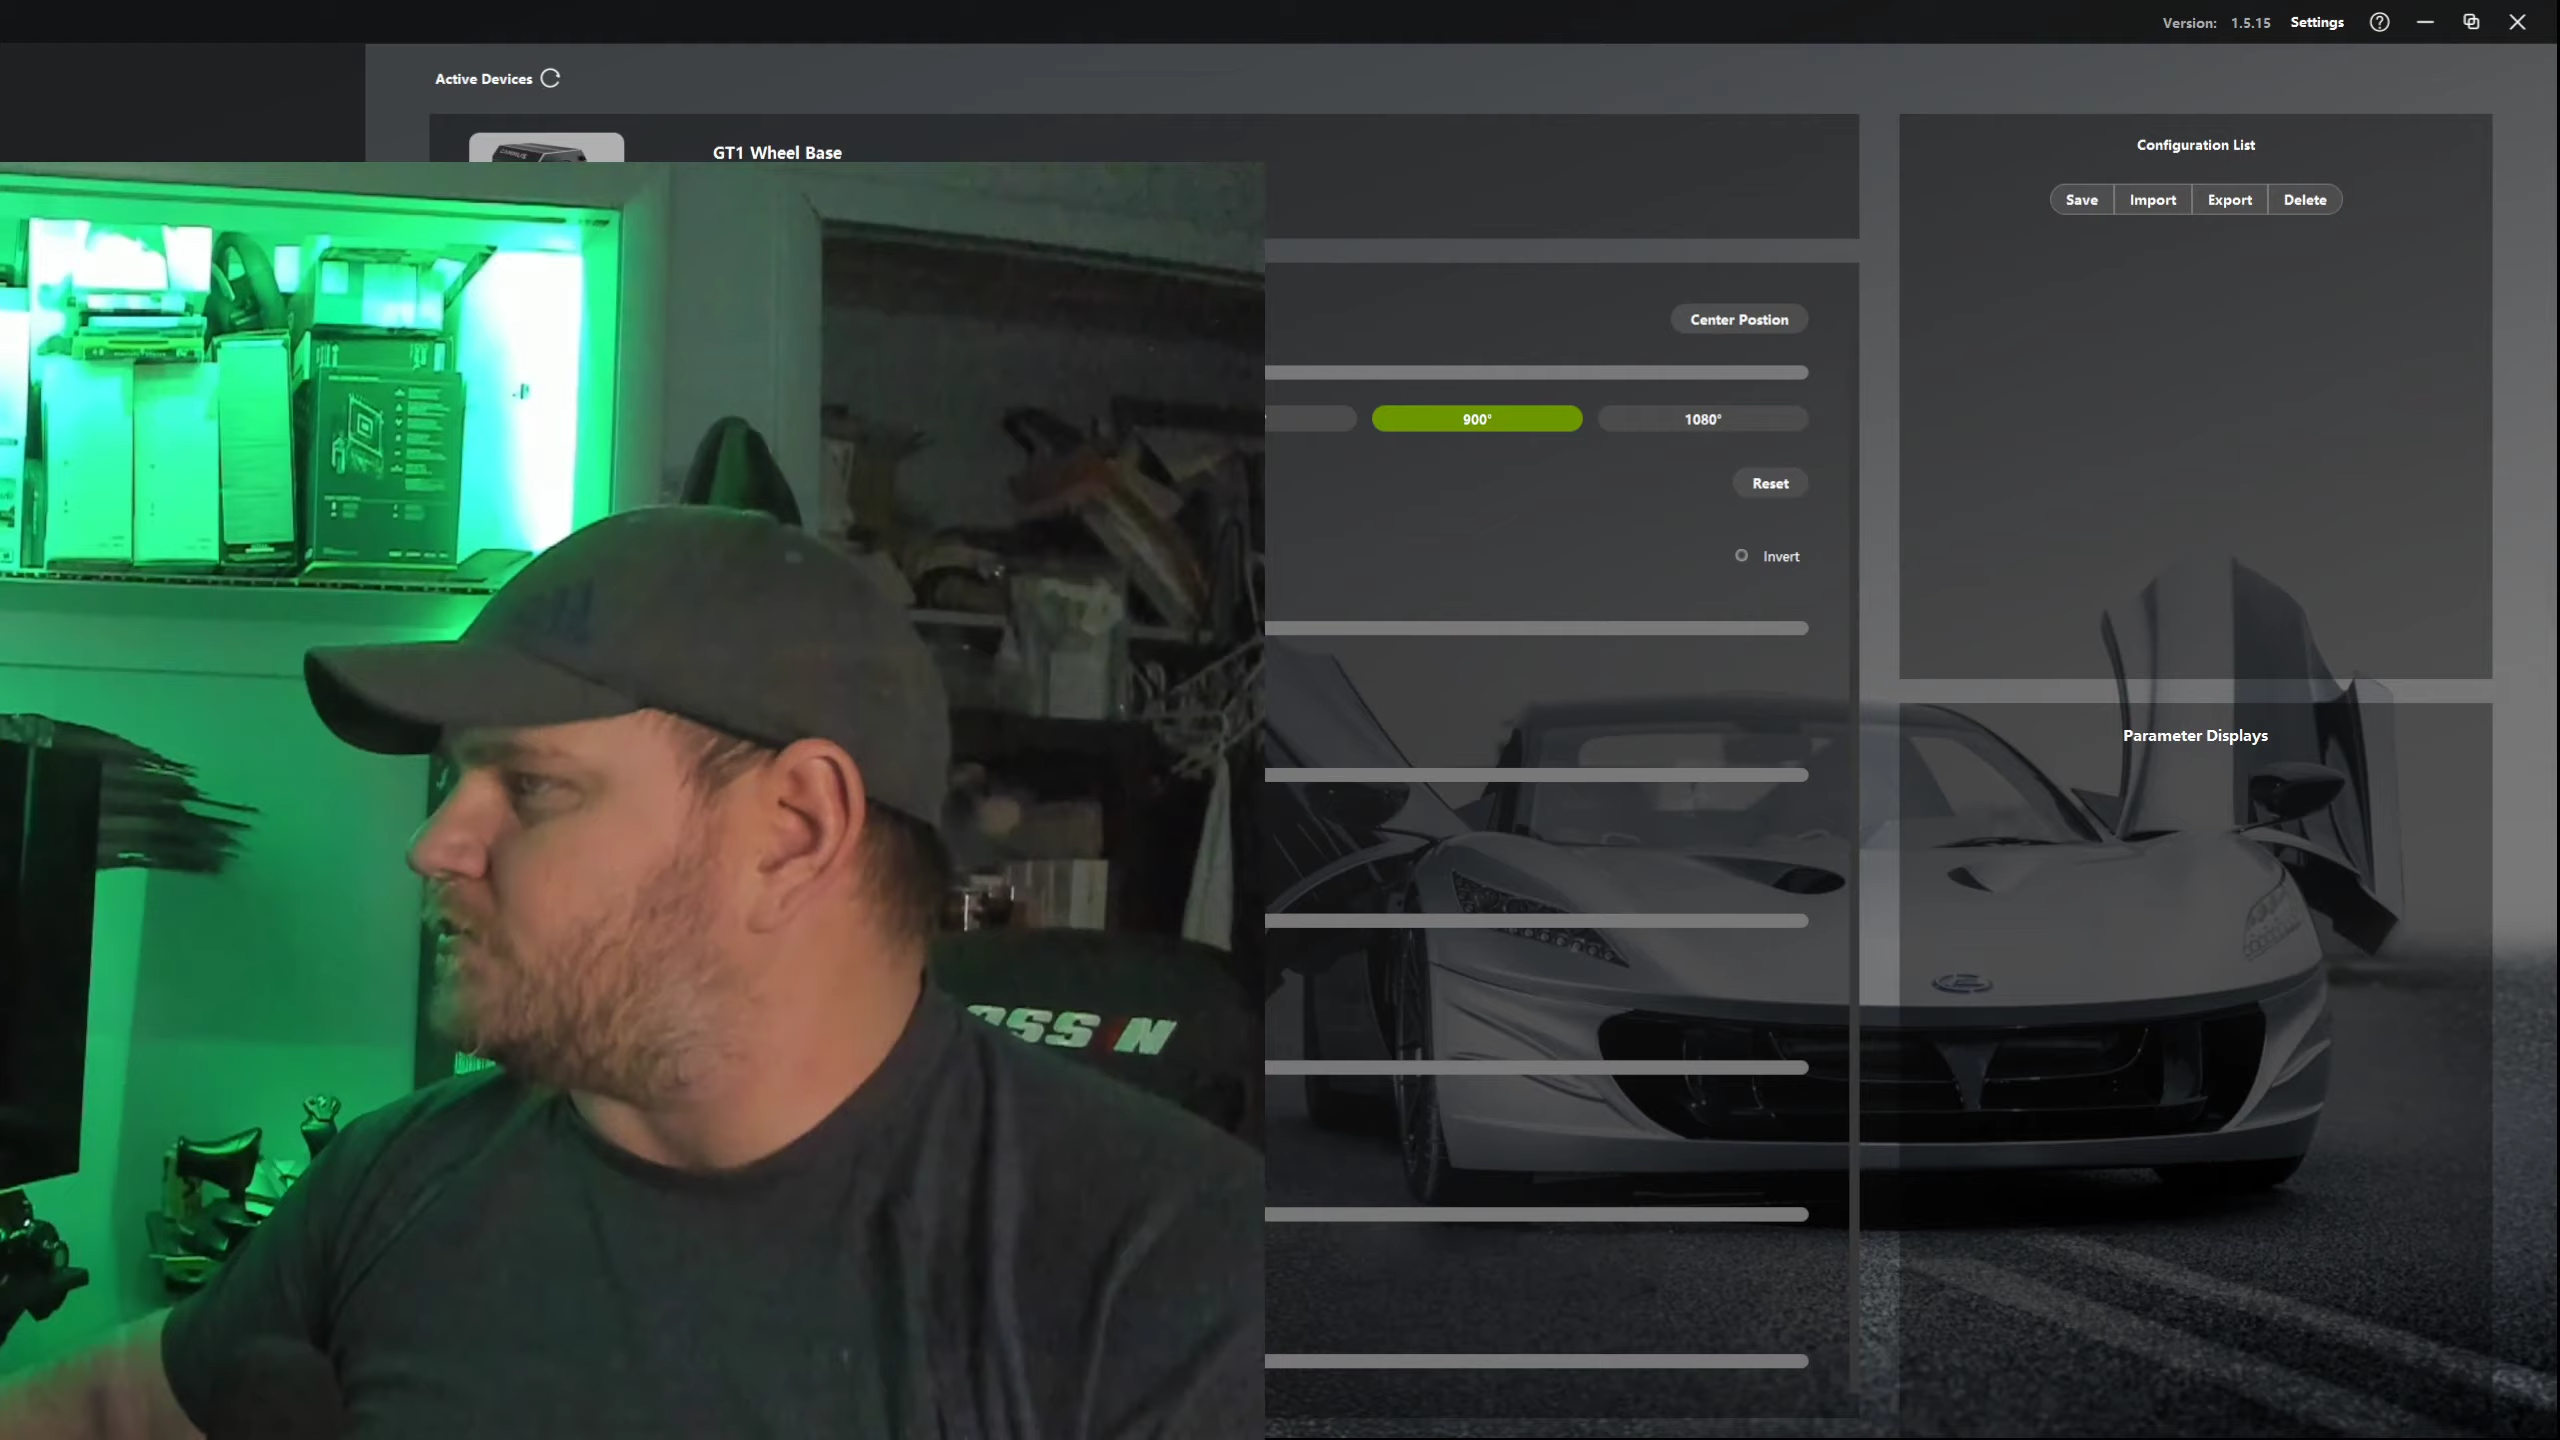 Version: 1.5.15 Settings
Active Devices
GT1 Wheel Base
Configuration List
Save Import Export Delete
Center Postion
900° 1080°
Reset
Invert
Parameter Displays